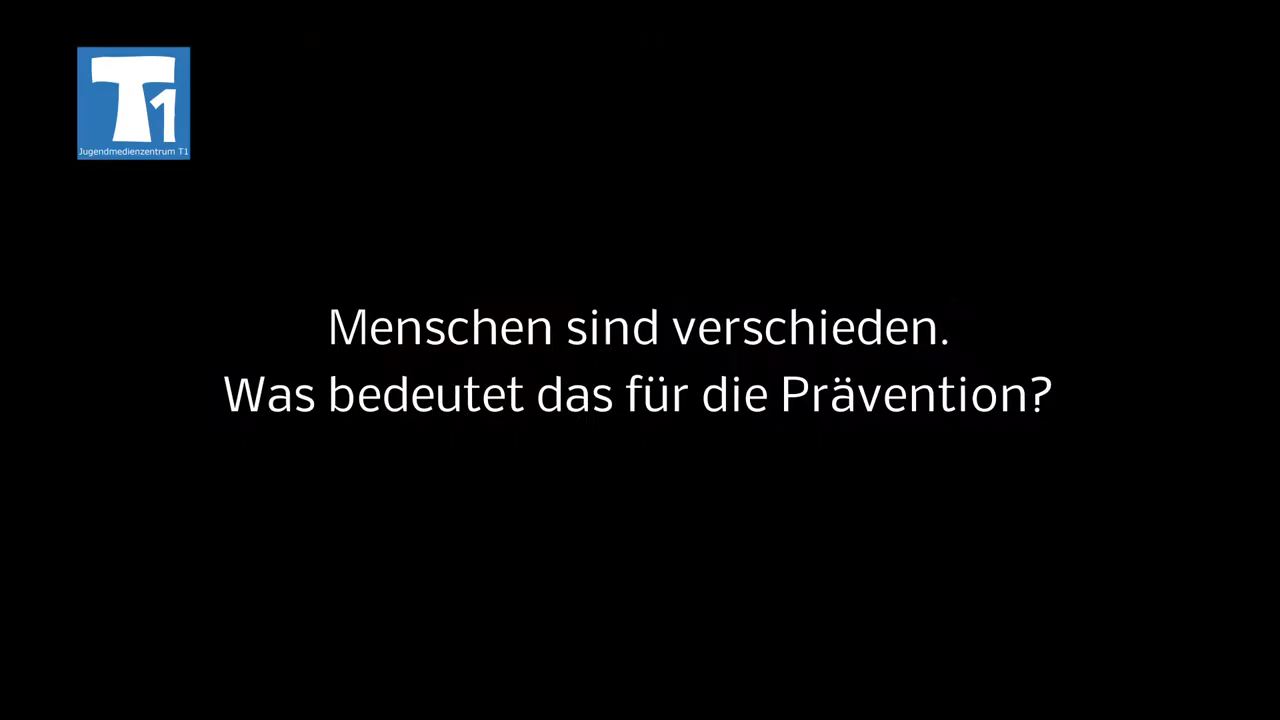 T1
Jugendmedienzentrum T1
Menschen sind verschieden.
Was bedeutet das für die Prävention?